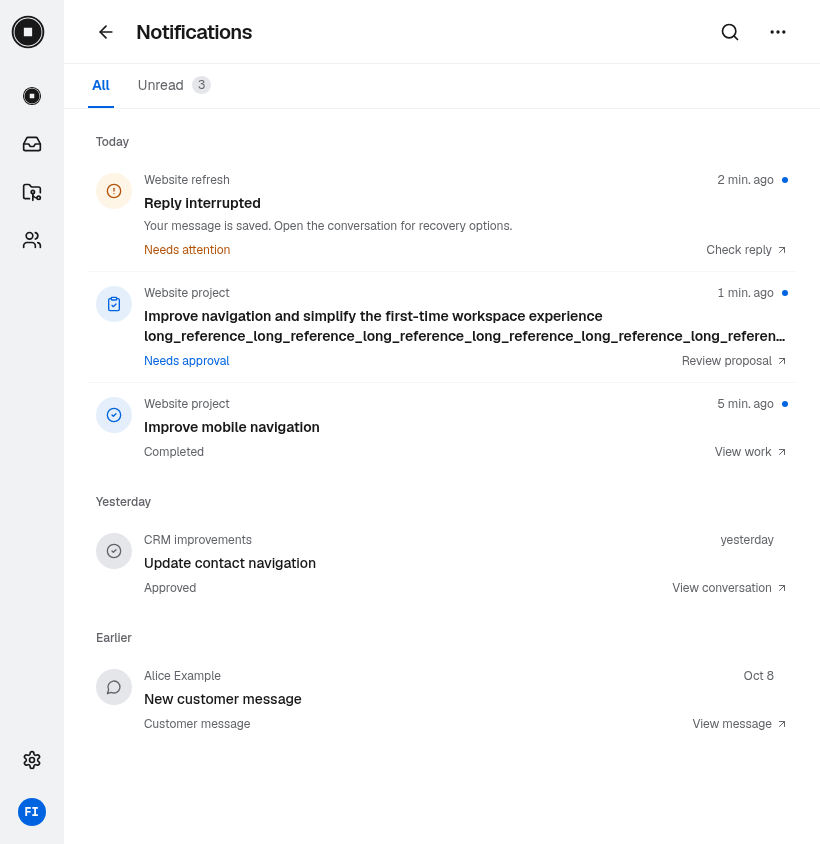 Notifications
All
Unread 3
Today
Website refresh
2 min. ago
Reply interrupted
Your message is saved. Open the conversation for recovery options.
Needs attention
Check reply
Website project
1 min. ago
Improve navigation and simplify the first-time workspace experience
long_reference_long_reference_long_reference_long_reference_long_reference_long_referen...
Needs approval
Review proposal
Website project
5 min. ago
Improve mobile navigation
Completed
View work
Yesterday
CRM improvements
yesterday
Update contact navigation
Approved
View conversation
Earlier
Alice Example
Oct 8
New customer message
Customer message
View message
FI